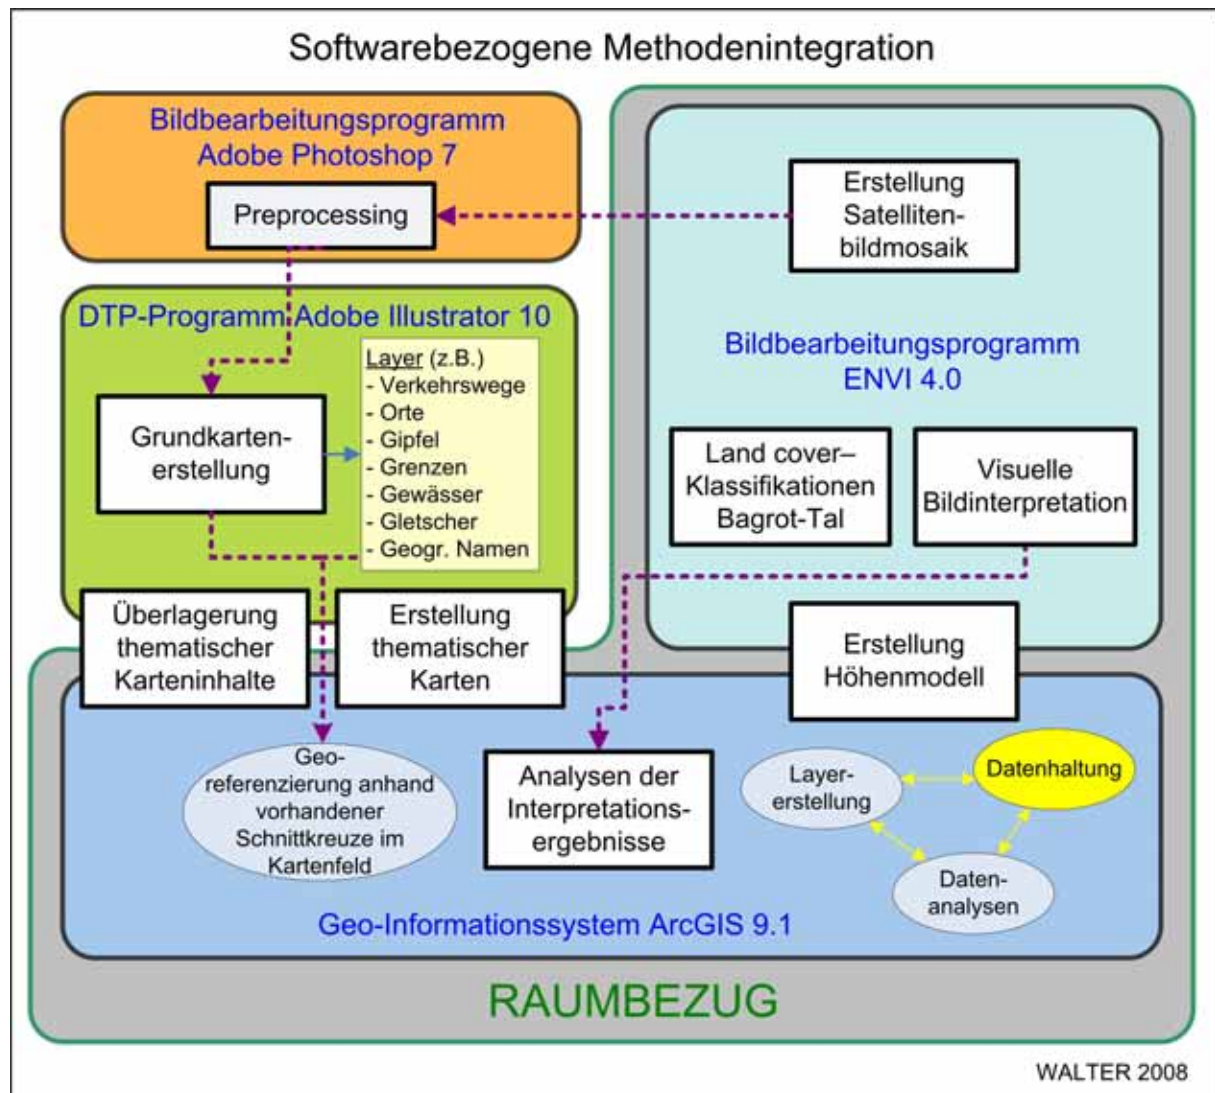 Softwarebezogene Methodenintegration
Bildbearbeitungsprogramm
Adobe Photoshop 7
Preprocessing
Erstellung
Satelliten-
bildmosaik
DTP-Programm Adobe Illustrator 10
Grundkarten-
erstellung
Layer (z.B.)
- Verkehrswege
- Orte
- Gipfel
- Grenzen
- Gewässer
- Gletscher
- Geogr. Namen
Bildbearbeitungsprogramm
ENVI 4.0
Land cover–
Klassifikationen
Bagrot-Tal
Visuelle
Bildinterpretation
Überlagerung
thematischer
Karteninhalte
Erstellung
thematischer
Karten
Erstellung
Höhenmodell
Geo-
referenzierung anhand
vorhandener
Schnittkreuze im
Kartenfeld
Analysen der
Interpretations-
ergebnisse
Layer-
erstellung
Datenhaltung
Daten-
analysen
Geo-Informationssystem ArcGIS 9.1
RAUMBEZUG
WALTER 2008